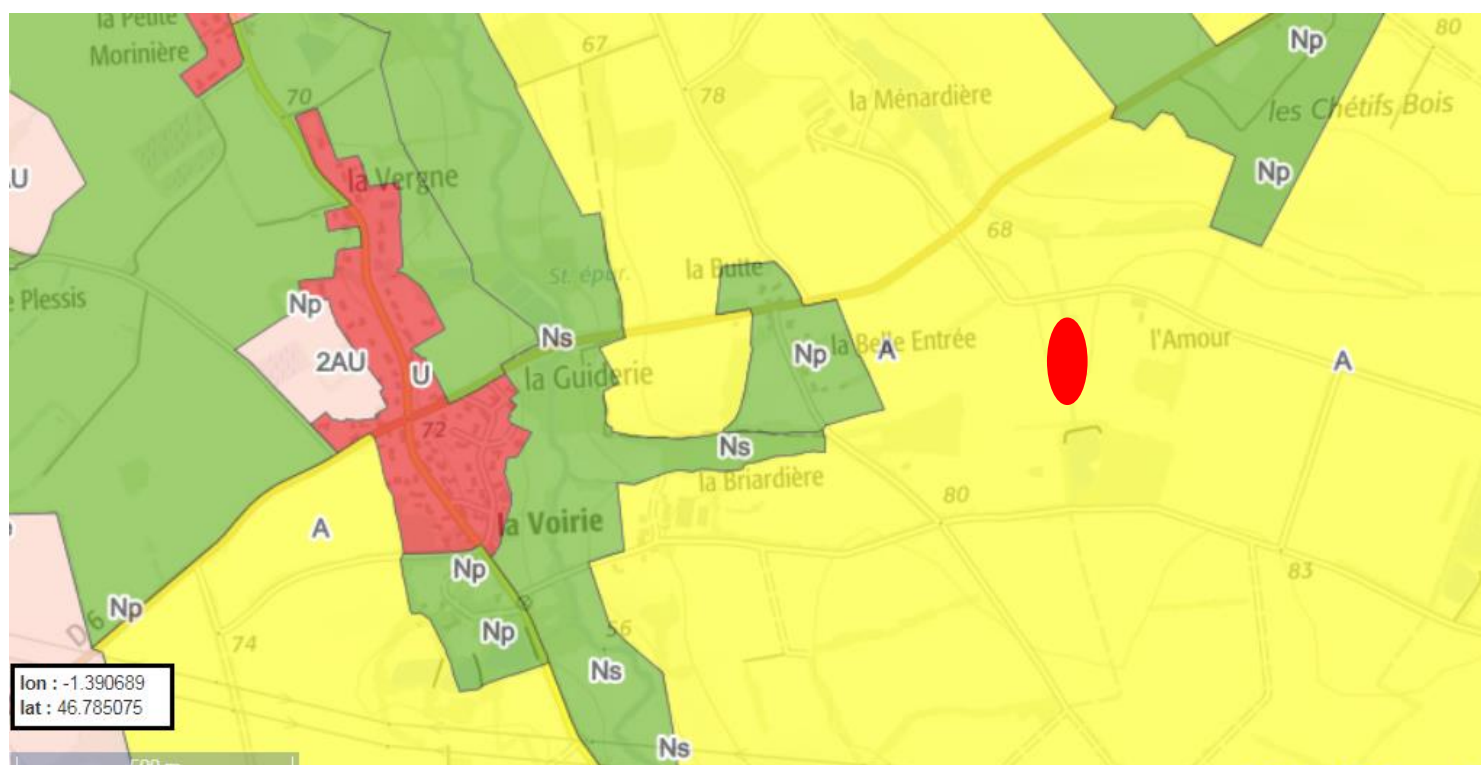 la Petite
Morinière
67
80
Np
70
78
la Ménardière
les Chétifs Bois
U
la Vergne
Np
68
St. épur.
la Butte
Plessis
Np
Ns
la Belle Entrée
A
l'Amour
A
2AU
U
la Guiderie
Np
72
Ns
la Briardière
80
A
la Voirie
Np
83
Np
D 6
74
Np
56
Ns
lon : -1.390689
lat : 46.785075
Ns